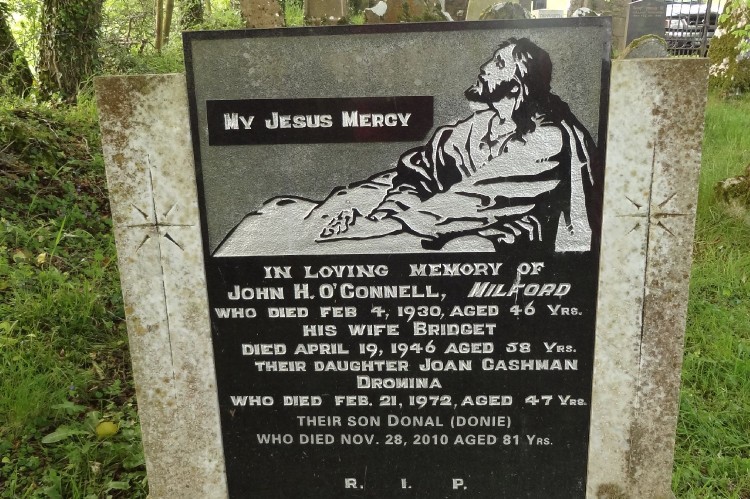 MY JESUS MERCY
IN LOVING MEMORY OF
JOHN H. O'CONNELL, MILFORD
WHO DIED FEB 4, 1930, AGED 46 YRS.
HIS WIFE BRIDGET
DIED APRIL 19, 1946 AGED 58 YRS.
THEIR DAUGHTER JOAN CASHMAN
DROMINA
WHO DIED FEB. 21, 1972, AGED 47 YRS.
THEIR SON DONAL (DONIE)
WHO DIED NOV. 28, 2010 AGED 81 YRS.
R. I. P.